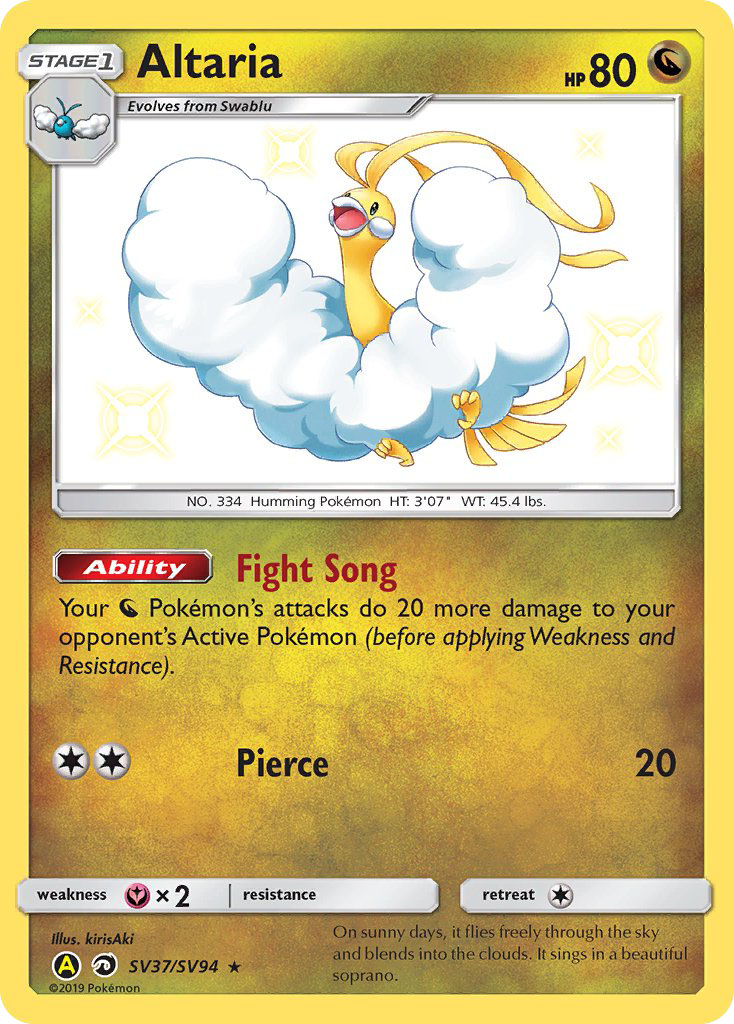 STAGE1 Altaria HP80
Evolves from Swablu
NO. 334 Humming Pokémon HT: 3'07" WT: 45.4 lbs.
Ability Fight Song
Your Pokémon's attacks do 20 more damage to your
opponent's Active Pokémon (before applying Weakness and
Resistance).
Pierce 20
weakness ×2 resistance retreat
Illus. kirisAki
A SV37/SV94 ★
©2019 Pokémon
On sunny days, it flies freely through the sky
and blends into the clouds. It sings in a beautiful
soprano.